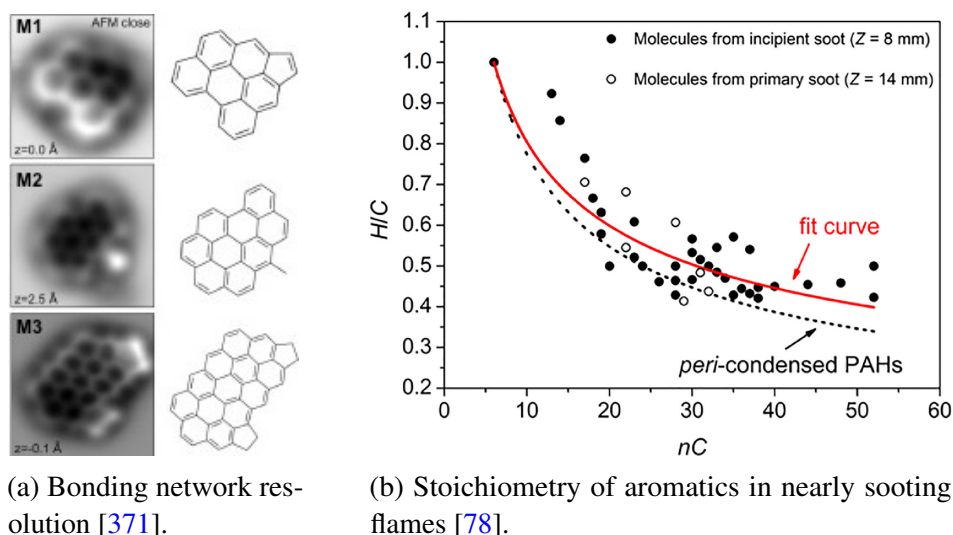 M1
AFM close
z=0.0 Å
M2
z=2.5 Å
M3
z=-0.1 Å
1.1
1.0
0.9
0.8
0.7
0.6
0.5
0.4
0.3
0.2
H/C
Molecules from incipient soot (Z = 8 mm)
Molecules from primary soot (Z = 14 mm)
fit curve
peri-condensed PAHs
0 10 20 30 40 50 60
nC
(a) Bonding network res-
olution [371].
(b) Stoichiometry of aromatics in nearly sooting
flames [78].